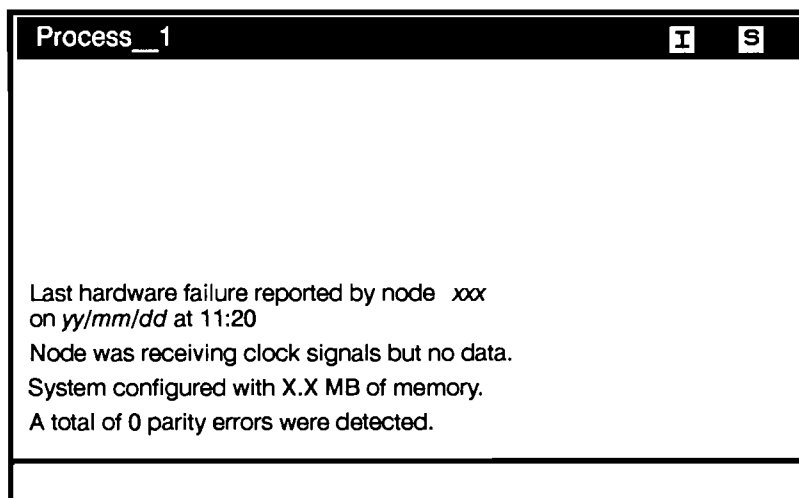 Process__1 I S
Last hardware failure reported by node xxx
on yy/mm/dd at 11:20
Node was receiving clock signals but no data.
System configured with X.X MB of memory.
A total of 0 parity errors were detected.